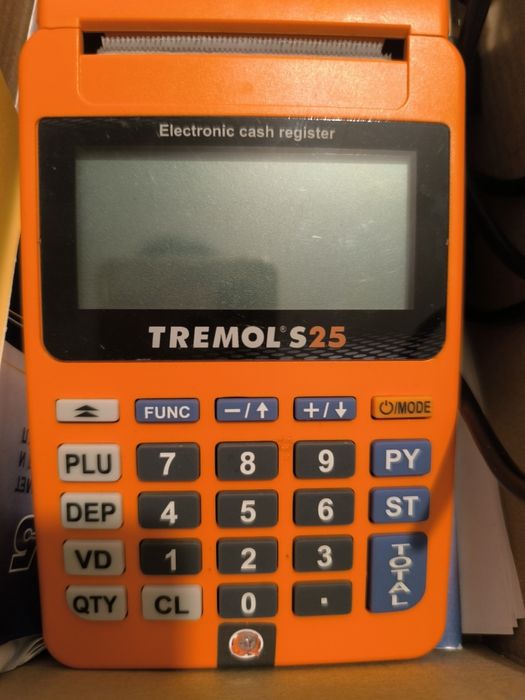 Electronic cash register
TREMOL® S25
FUNC - / ↑ + / ↓ ⏻/MODE
PLU 7 8 9 PY
DEP 4 5 6 ST
VD 1 2 3 TOTAL
QTY CL 0 .